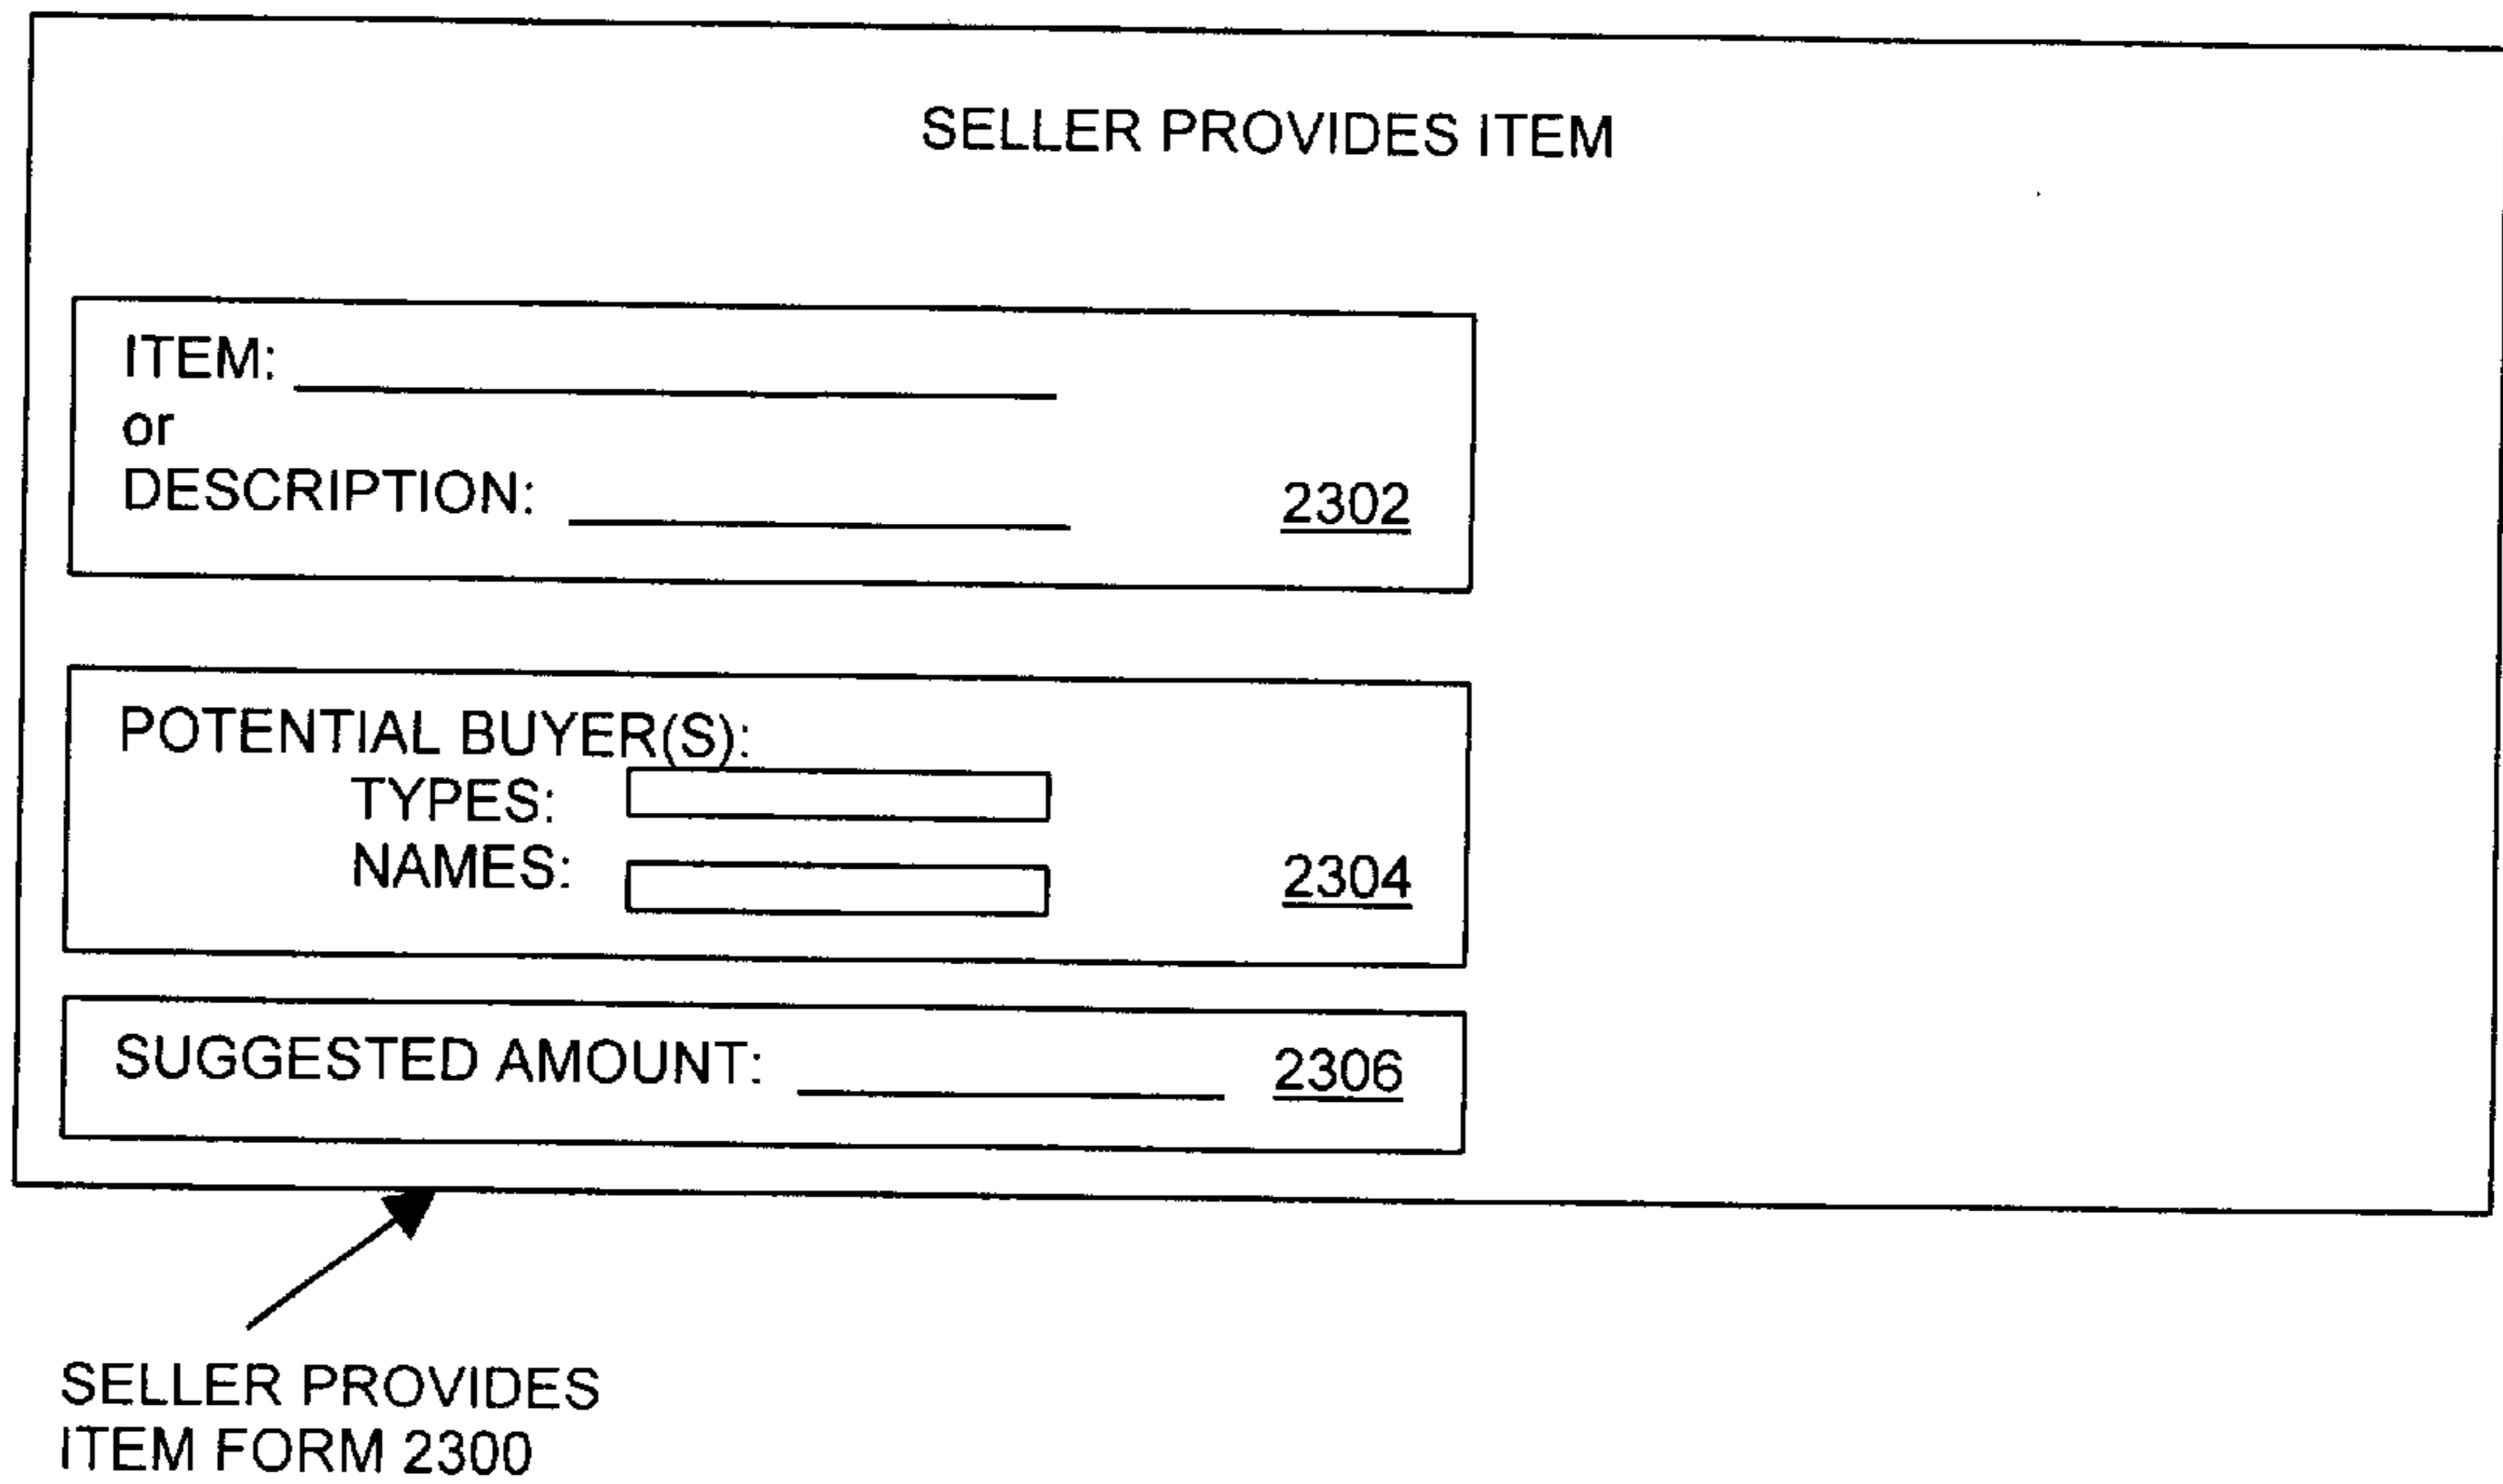 SELLER PROVIDES ITEM
ITEM:
or
DESCRIPTION:
2302
POTENTIAL BUYER(S):
TYPES:
NAMES:
2304
SUGGESTED AMOUNT:
2306
SELLER PROVIDES
ITEM FORM 2300